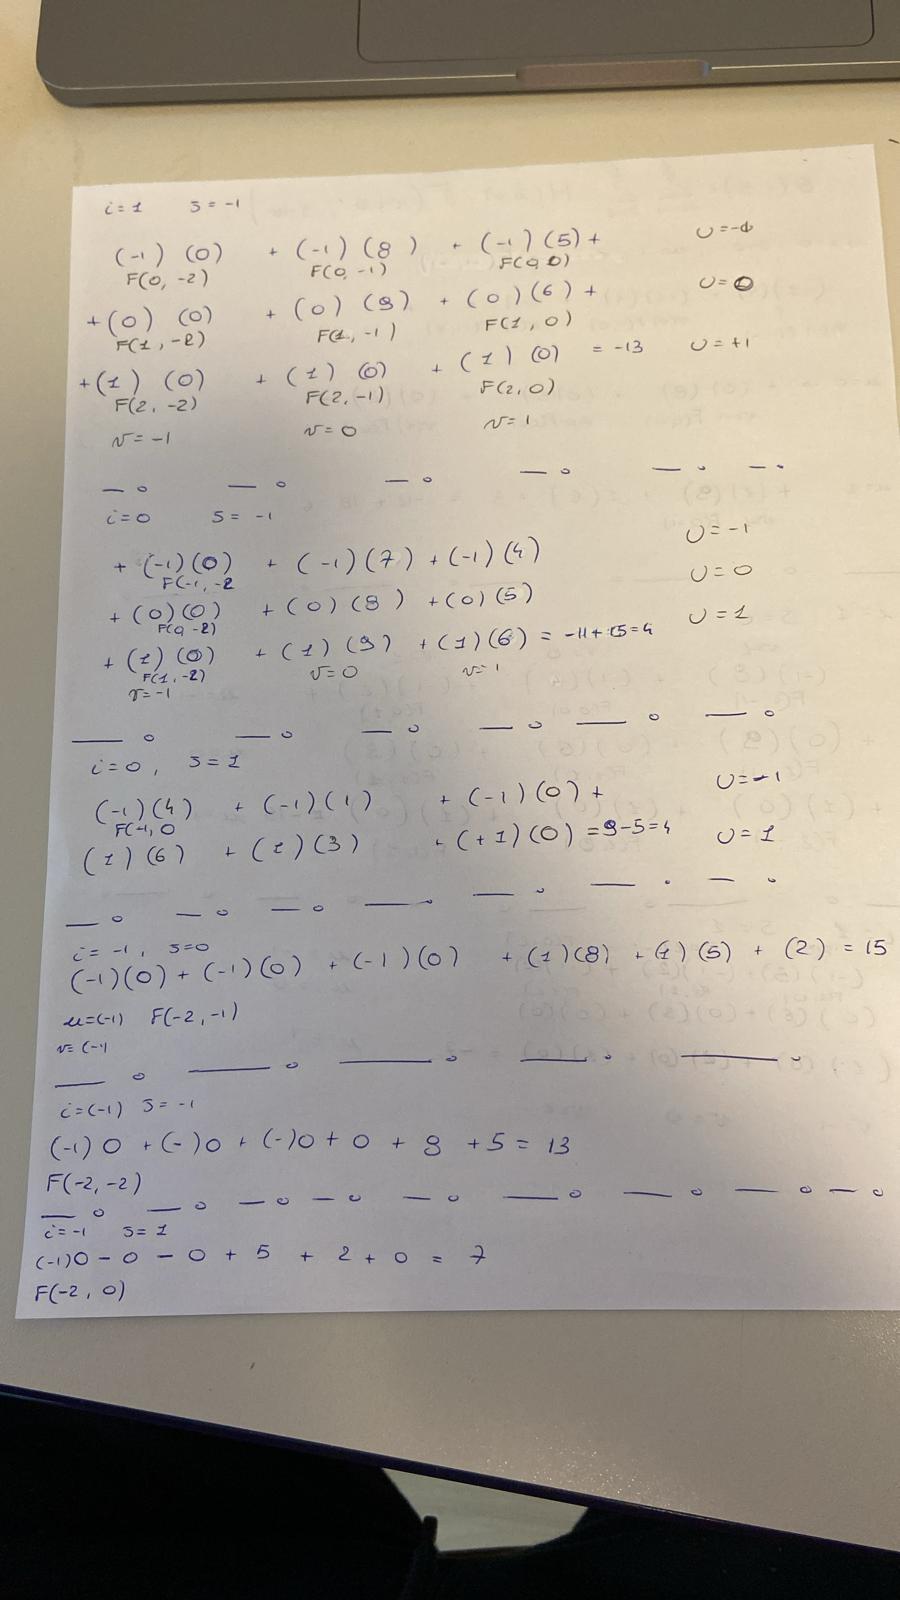 i=1 s=-1
(-1) (0) + (-1) (8) + (-1) (5) + U=-1
F(0, -2) F(0, -1) F(0, 0)
+(0) (0) + (0) (9) + (0) (6) + U=0
F(1, -2) F(1, -1) F(1, 0)
+(1) (0) + (1) (0) + (1) (0) = -13 U=+1
F(2, -2) F(2, -1) F(2, 0)
v=-1 v=0 v=1
i=0 s=-1
U=-1
+ (-1)(0) + (-1)(7) + (-1)(4)
F(-1, -2 U=0
+ (0)(0) + (0)(8) + (0)(5)
F(0, -2) U=1
+ (1)(0) + (1)(9) + (1)(6) = -11+15=4
F(1, -2) v=0 v=1
v=-1
i=0, s=1
(-1)(4) + (-1)(1) + (-1)(0) + U=-1
F(-1, 0
(1)(6) + (1)(3) + (+1)(0) = 9-5=4 U=1
i=-1, s=0
(-1)(0) + (-1)(0) + (-1)(0) + (1)(8) + (1)(5) + (2) = 15
u=(-1) F(-2, -1)
v=(-1)
i=(-1) s=-1
(-1)0 + (-)0 + (-)0 + 0 + 8 + 5 = 13
F(-2, -2)
i=-1 s=1
(-1)0 - 0 - 0 + 5 + 2 + 0 = 7
F(-2, 0)